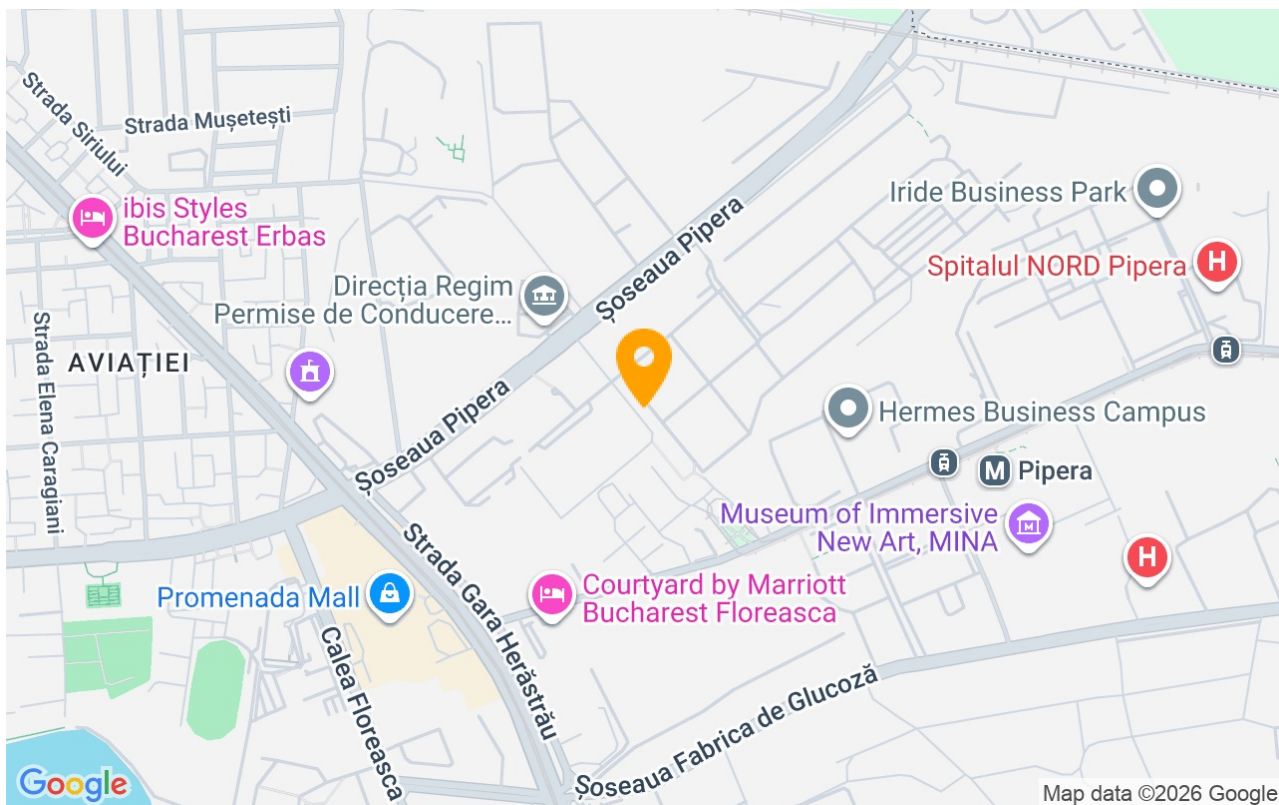 Strada Siriului
Strada Mușetești
ibis Styles
Bucharest Erbas
Iride Business Park
Spitalul NORD Pipera
H
Șoseaua Pipera
Direcția Regim
Permise de Conducere...
Strada Elena Caragiani
AVIAȚIEI
Șoseaua Pipera
Hermes Business Campus
M Pipera
Museum of Immersive
New Art, MINA
M
H
Strada Gara Herăstrău
Promenada Mall
Courtyard by Marriott
Bucharest Floreasca
Calea Floreasca
Șoseaua Fabrica de Glucoză
Google
Map data ©2026 Google